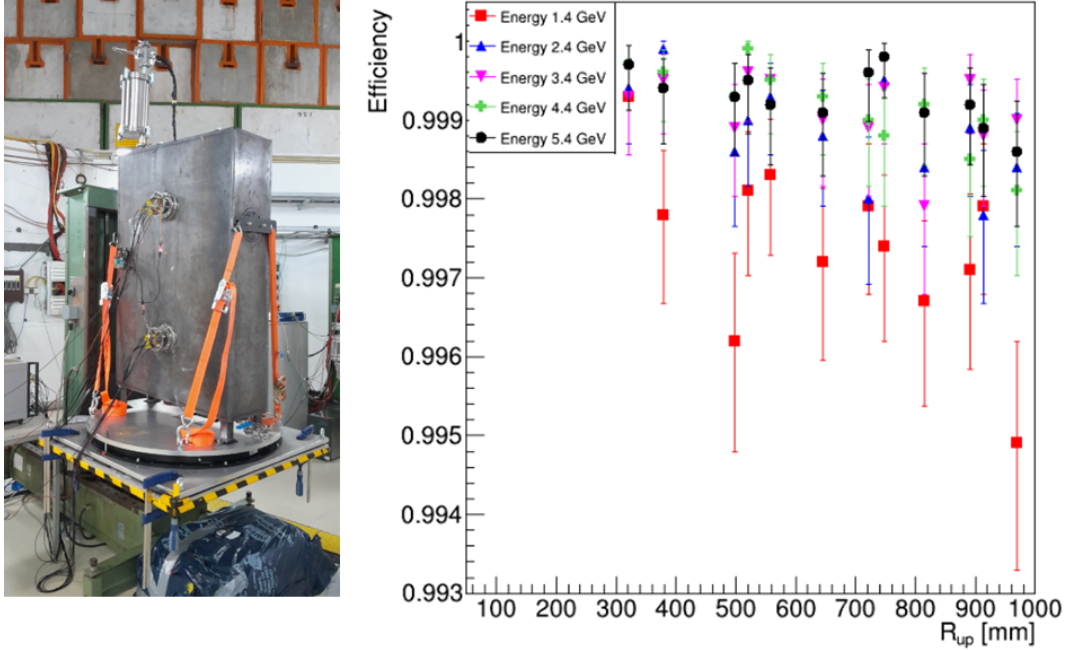 Efficiency
1
0.999
0.998
0.997
0.996
0.995
0.994
0.993
Energy 1.4 GeV
Energy 2.4 GeV
Energy 3.4 GeV
Energy 4.4 GeV
Energy 5.4 GeV
100 200 300 400 500 600 700 800 900 1000
Rup [mm]